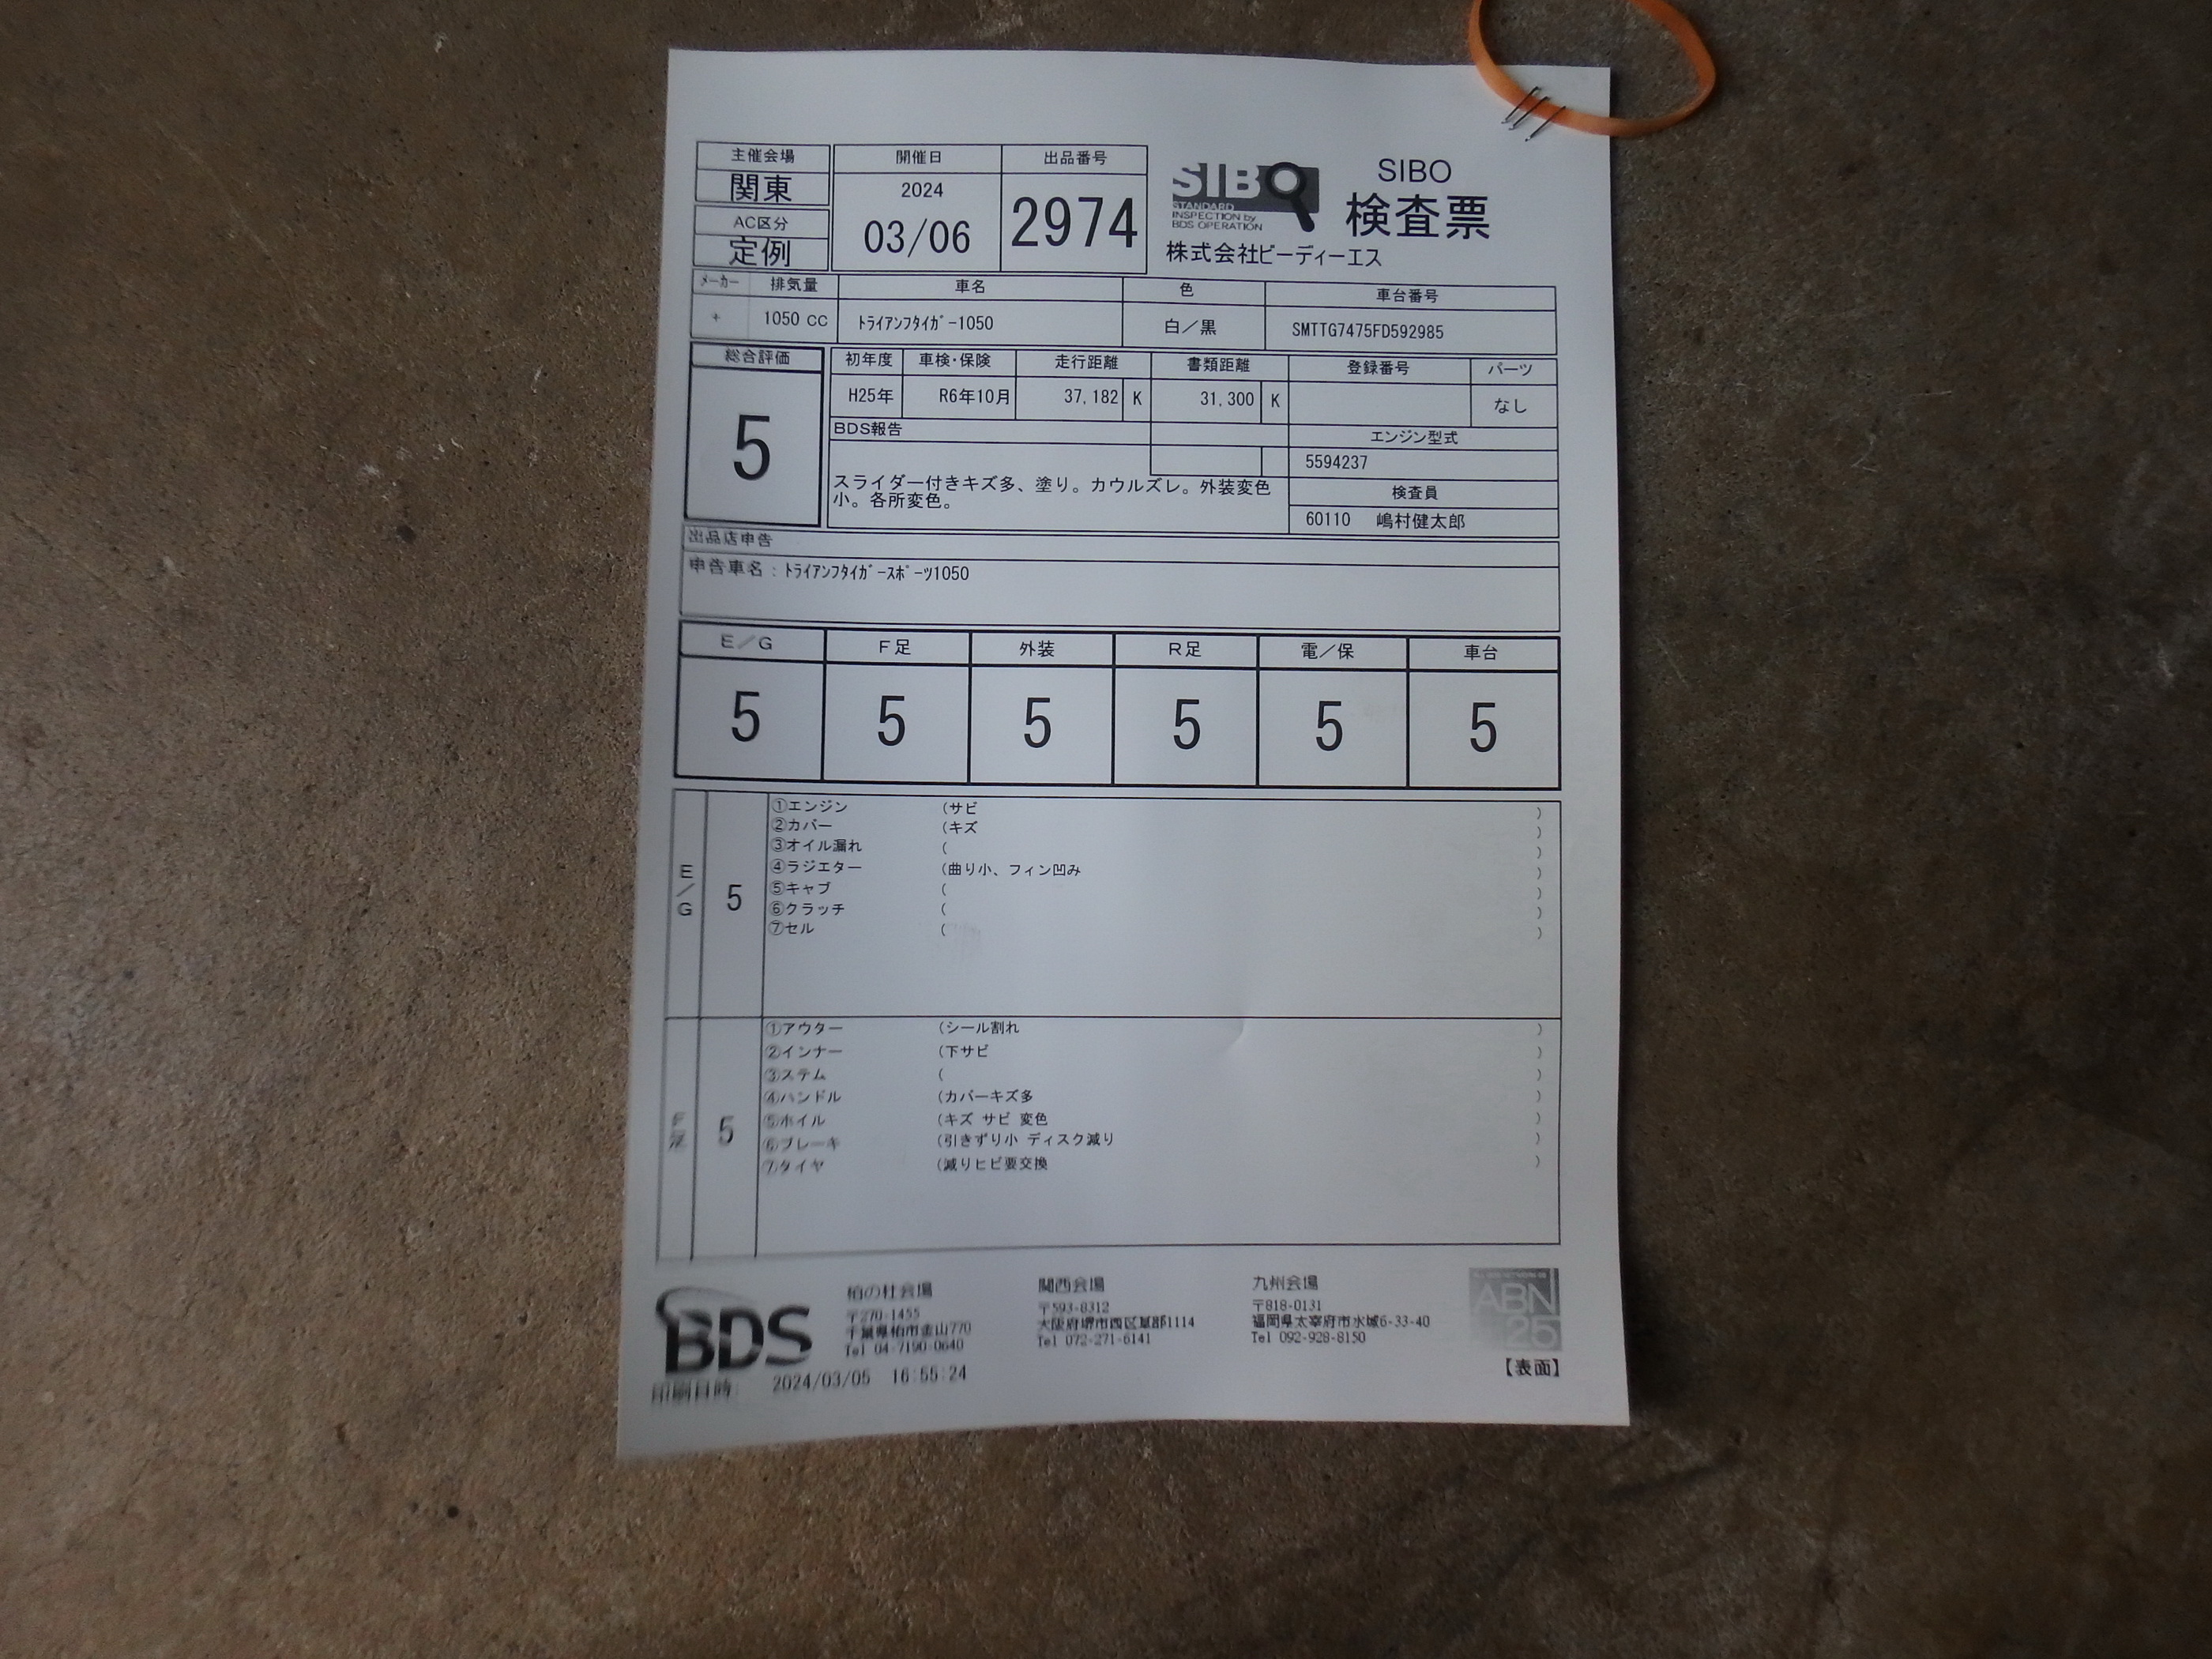 主催会場
関東
AC区分
定例
開催日
2024
03/06
出品番号
2974
SIBO
STANDARD
INSPECTION by
BDS OPERATION
SIBO
検査票
株式会社ビーディーエス
メーカー 排気量 車名 色 車台番号
+ 1050 CC ﾄﾗｲｱﾝﾌﾀｲｶﾞｰ1050 白／黒 SMTTG7475FD592985
総合評価
5
初年度 車検・保険 走行距離 書類距離 登録番号 パーツ
H25年 R6年10月 37,182 K 31,300 K なし
BDS報告
スライダー付きキズ多、塗り。カウルズレ。外装変色
小。各所変色。
エンジン型式
5594237
検査員
60110 嶋村健太郎
出品店申告
申告車名：ﾄﾗｲｱﾝﾌﾀｲｶﾞｰｽﾎﾟｰﾂ1050
E／G F足 外装 R足 電／保 車台
5 5 5 5 5 5
E／G
5
①エンジン (サビ )
②カバー (キズ )
③オイル漏れ ( )
④ラジエター (曲り小、フィン凹み )
⑤キャブ ( )
⑥クラッチ ( )
⑦セル ( )
F足
5
①アウター (シール割れ )
②インナー (下サビ )
③ステム ( )
④ハンドル (カバーキズ多 )
⑤ホイル (キズ サビ 変色 )
⑥ブレーキ (引きずり小 ディスク減り )
⑦タイヤ (減りヒビ要交換 )
BDS
柏の杜会場
〒270-1455
千葉県柏市金山770
Tel 04-7190-0640
関西会場
〒593-8312
大阪府堺市西区草部1114
Tel 072-271-6141
九州会場
〒818-0131
福岡県太宰府市水城6-33-40
Tel 092-928-8150
ABN
25
【表面】
印刷日時: 2024/03/05 16:55:24